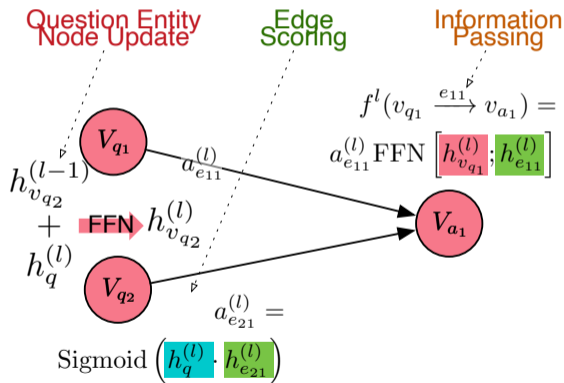 Question Entity
Node Update
Edge
Scoring
Information
Passing
f^l(v_{q_1} \xrightarrow{e_{11}} v_{a_1}) =
a_{e_{11}}^{(l)} FFN [h_{v_{q_1}}^{(l)}; h_{e_{11}}^{(l)}]
V_{q_1}
a_{e_{11}}^{(l)}
h_{v_{q_2}}^{(l-1)}
+ FFN h_{v_{q_2}}^{(l)}
h_q^{(l)}
V_{a_1}
V_{q_2}
a_{e_{21}}^{(l)} =
Sigmoid (h_q^{(l)} · h_{e_{21}}^{(l)})